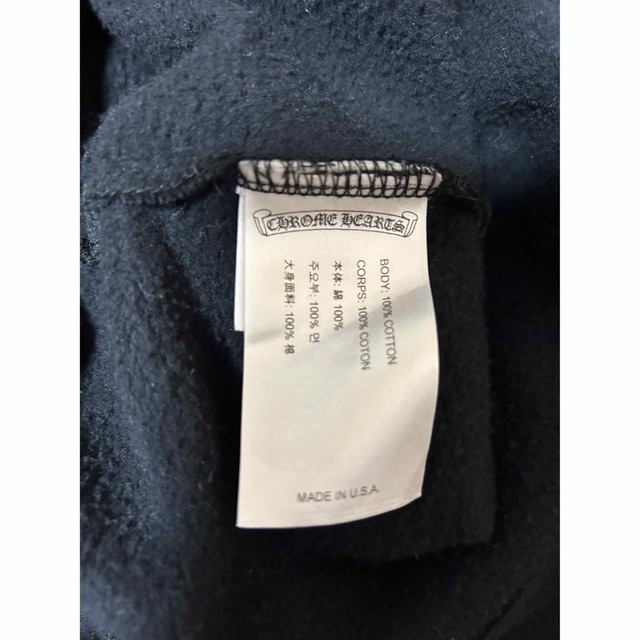 CHROME HEARTS
BODY: 100% COTTON
CORPS: 100% COTON
本体: 綿 100%
주요부: 100% 면
大身面料: 100% 棉
MADE IN U.S.A.